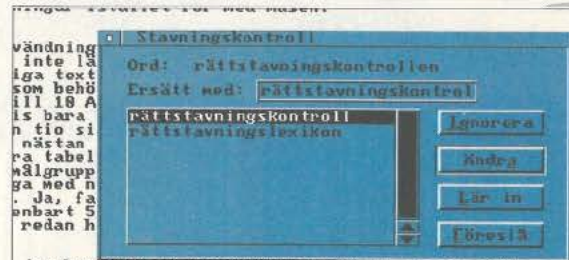 Stavningskontroll
Ord: rättstavningskontrollen
Ersätt med: rättstavningskontrol
rättstavningskontroll
rättstavningslexikon
Ignorera
Ändra
Lär in
Föreslå
vändning
inte lä
iga text
som behö
ill 10 A
is bara
n tio si
nästan
ra tabel
målgrupp
ga med n
. Ja, fa
enbart S
redan h